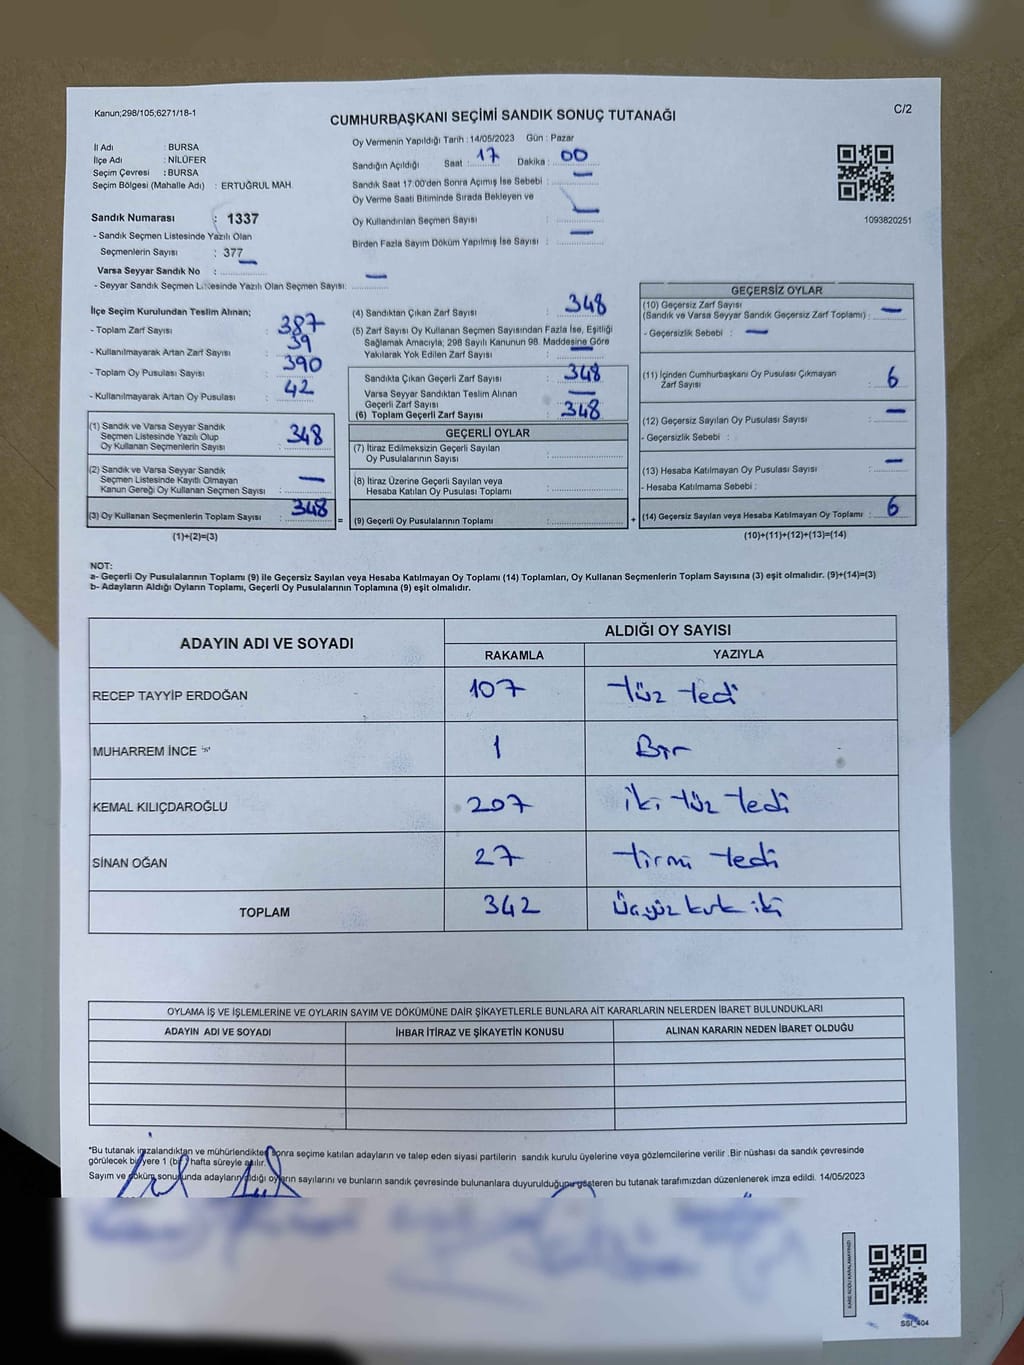 Kanun;298/105;6271/18-1
C/2
CUMHURBAŞKANI SEÇİMİ SANDIK SONUÇ TUTANAĞI
İl Adı : BURSA
İlçe Adı : NİLÜFER
Seçim Çevresi : BURSA
Seçim Bölgesi (Mahalle Adı) : ERTUĞRUL MAH.
Sandık Numarası : 1337
- Sandık Seçmen Listesinde Yazılı Olan
Seçmenlerin Sayısı : 377
Varsa Seyyar Sandık No : —
- Seyyar Sandık Seçmen Listesinde Yazılı Olan Seçmen Sayısı: —
Oy Vermenin Yapıldığı Tarih : 14/05/2023 Gün : Pazar
Sandığın Açıldığı Saat : 17 Dakika : 00
Sandık Saat 17:00'den Sonra Açımış İse Sebebi : —
Oy Verme Saati Bitiminde Sırada Bekleyen ve
Oy Kullandırılan Seçmen Sayısı : —
Birden Fazla Sayım Döküm Yapılmış İse Sayısı : —
1093820251
İlçe Seçim Kurulundan Teslim Alınan;
- Toplam Zarf Sayısı : 387
- Kullanılmayarak Artan Zarf Sayısı : 39
- Toplam Oy Pusulası Sayısı : 390
- Kullanılmayarak Artan Oy Pusulası : 42
(1) Sandık ve Varsa Seyyar Sandık
Seçmen Listesinde Yazılı Olup
Oy Kullanan Seçmenlerin Sayısı : 348
(2) Sandık ve Varsa Seyyar Sandık
Seçmen Listesinde Kayıtlı Olmayan
Kanun Gereği Oy Kullanan Seçmen Sayısı : —
(3) Oy Kullanan Seçmenlerin Toplam Sayısı : 348
(1)+(2)=(3)
(4) Sandıktan Çıkan Zarf Sayısı : 348
(5) Zarf Sayısı Oy Kullanan Seçmen Sayısından Fazla İse, Eşitliği
Sağlamak Amacıyla; 298 Sayılı Kanunun 98. Maddesine Göre
Yakılarak Yok Edilen Zarf Sayısı : —
Sandıkta Çıkan Geçerli Zarf Sayısı : 348
Varsa Seyyar Sandıktan Teslim Alınan
Geçerli Zarf Sayısı : —
(6) Toplam Geçerli Zarf Sayısı : 348
GEÇERLİ OYLAR
(7) İtiraz Edilmeksizin Geçerli Sayılan
Oy Pusulalarının Sayısı :
(8) İtiraz Üzerine Geçerli Sayılan veya
Hesaba Katılan Oy Pusulası Toplamı :
= (9) Geçerli Oy Pusulalarının Toplamı :
GEÇERSİZ OYLAR
(10) Geçersiz Zarf Sayısı
(Sandık ve Varsa Seyyar Sandık Geçersiz Zarf Toplamı) : —
- Geçersizlik Sebebi : —
(11) İçinden Cumhurbaşkanı Oy Pusulası Çıkmayan
Zarf Sayısı : 6
(12) Geçersiz Sayılan Oy Pusulası Sayısı : —
- Geçersizlik Sebebi :
(13) Hesaba Katılmayan Oy Pusulası Sayısı : —
- Hesaba Katılmama Sebebi :
+ (14) Geçersiz Sayılan veya Hesaba Katılmayan Oy Toplamı : 6
(10)+(11)+(12)+(13)=(14)
NOT:
a- Geçerli Oy Pusulalarının Toplamı (9) ile Geçersiz Sayılan veya Hesaba Katılmayan Oy Toplamı (14) Toplamları, Oy Kullanan Seçmenlerin Toplam Sayısına (3) eşit olmalıdır. (9)+(14)=(3)
b- Adayların Aldığı Oyların Toplamı, Geçerli Oy Pusulalarının Toplamına (9) eşit olmalıdır.
ADAYIN ADI VE SOYADI ALDIĞI OY SAYISI
RAKAMLA YAZIYLA
RECEP TAYYİP ERDOĞAN 107 yüz yedi
MUHARREM İNCE 1 Bir
KEMAL KILIÇDAROĞLU 207 iki yüz yedi
SİNAN OĞAN 27 yirmi yedi
TOPLAM 342 Üçyüz kırk iki
OYLAMA İŞ VE İŞLEMLERİNE VE OYLARIN SAYIM VE DÖKÜMÜNE DAİR ŞİKAYETLERLE BUNLARA AİT KARARLARIN NELERDEN İBARET BULUNDUKLARI
ADAYIN ADI VE SOYADI İHBAR İTİRAZ VE ŞİKAYETİN KONUSU ALINAN KARARIN NEDEN İBARET OLDUĞU
*Bu tutanak imzalandıktan ve mühürlendikten sonra seçime katılan adayların ve talep eden siyasi partilerin sandık kurulu üyelerine veya gözlemcilerine verilir .Bir nüshası da sandık çevresinde
görülecek bir yere 1 (bir) hafta süreyle asılır.
Sayım ve döküm sonucunda adayların aldığı oyların sayılarını ve bunların sandık çevresinde bulunanlara duyurulduğunu gösteren bu tutanak tarafımızdan düzenlenerek imza edildi. 14/05/2023